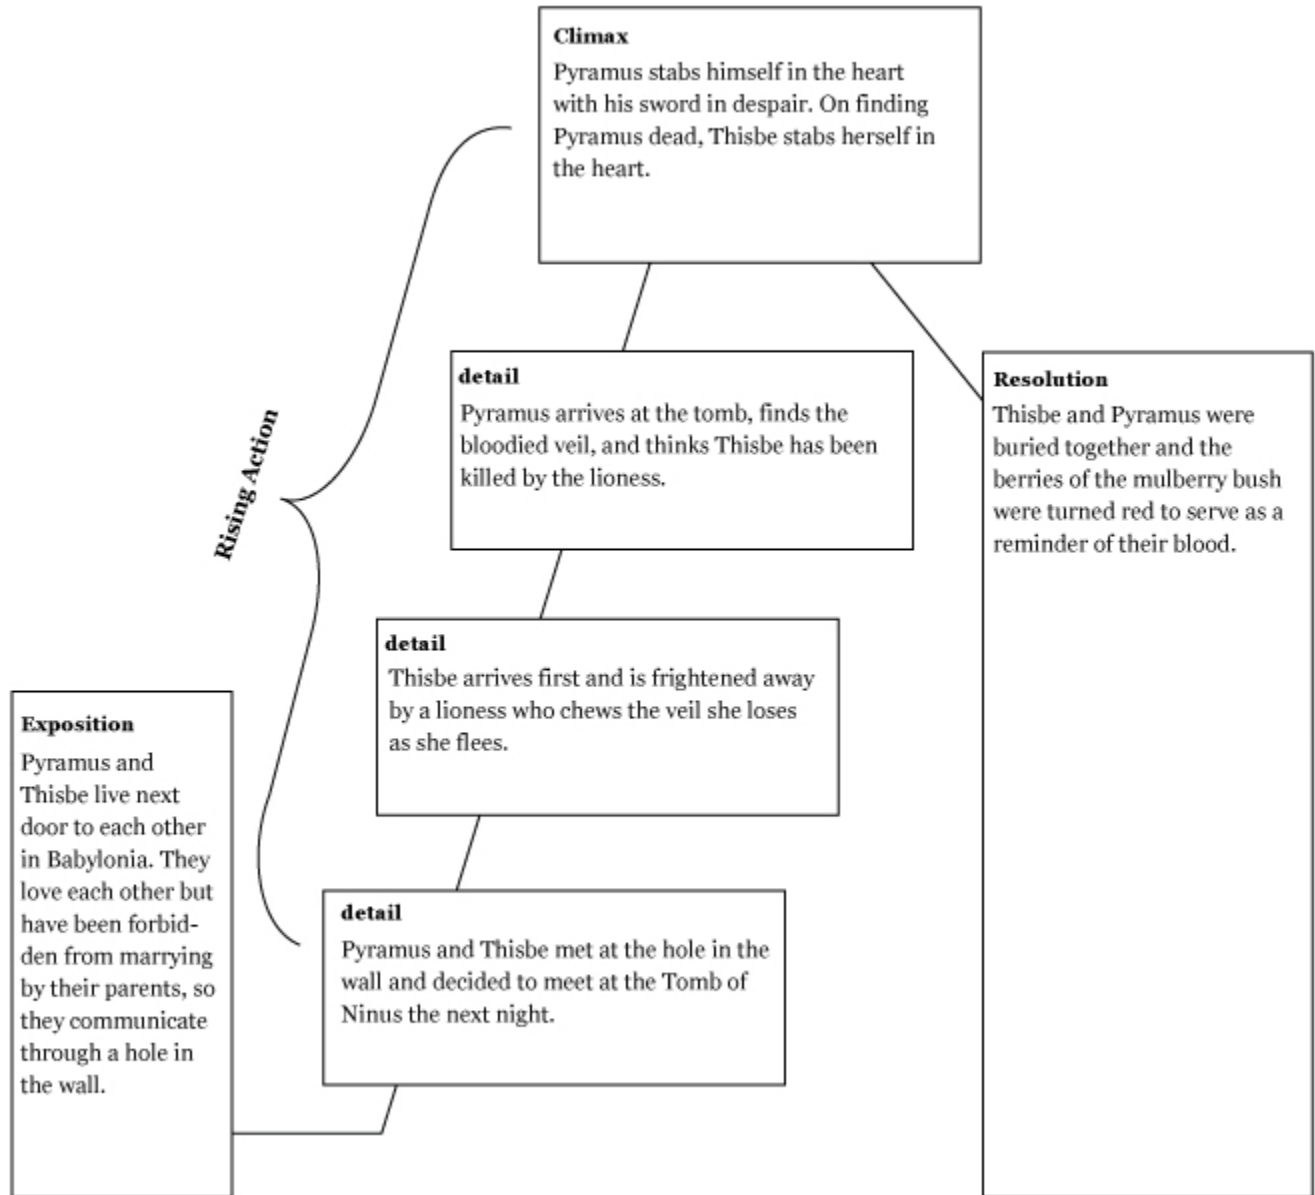 Climax
Pyramus stabs himself in the heart
with his sword in despair. On finding
Pyramus dead, Thisbe stabs herself in
the heart.
detail
Pyramus arrives at the tomb, finds the
bloodied veil, and thinks Thisbe has been
killed by the lioness.
Resolution
Thisbe and Pyramus were
buried together and the
berries of the mulberry bush
were turned red to serve as a
reminder of their blood.
Rising Action
detail
Thisbe arrives first and is frightened away
by a lioness who chews the veil she loses
as she flees.
Exposition
Pyramus and
Thisbe live next
door to each other
in Babylonia. They
love each other but
have been forbid-
den from marrying
by their parents, so
they communicate
through a hole in
the wall.
detail
Pyramus and Thisbe met at the hole in the
wall and decided to meet at the Tomb of
Ninus the next night.